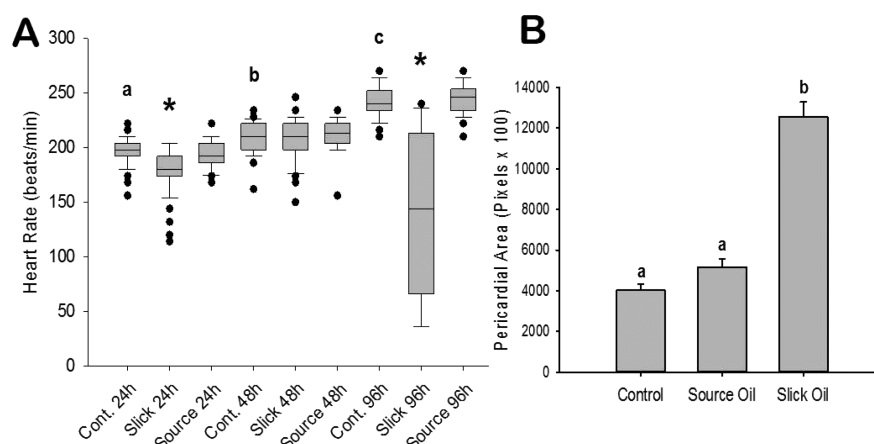 A
Heart Rate (beats/min)
300
250
200
150
100
50
0
a
*
b
c
*
Cont. 24h
Slick 24h
Source 24h
Cont. 48h
Slick 48h
Source 48h
Cont. 96h
Slick 96h
Source 96h
B
Pericardial Area (Pixels x 100)
14000
12000
10000
8000
6000
4000
2000
0
a
a
b
Control
Source Oil
Slick Oil